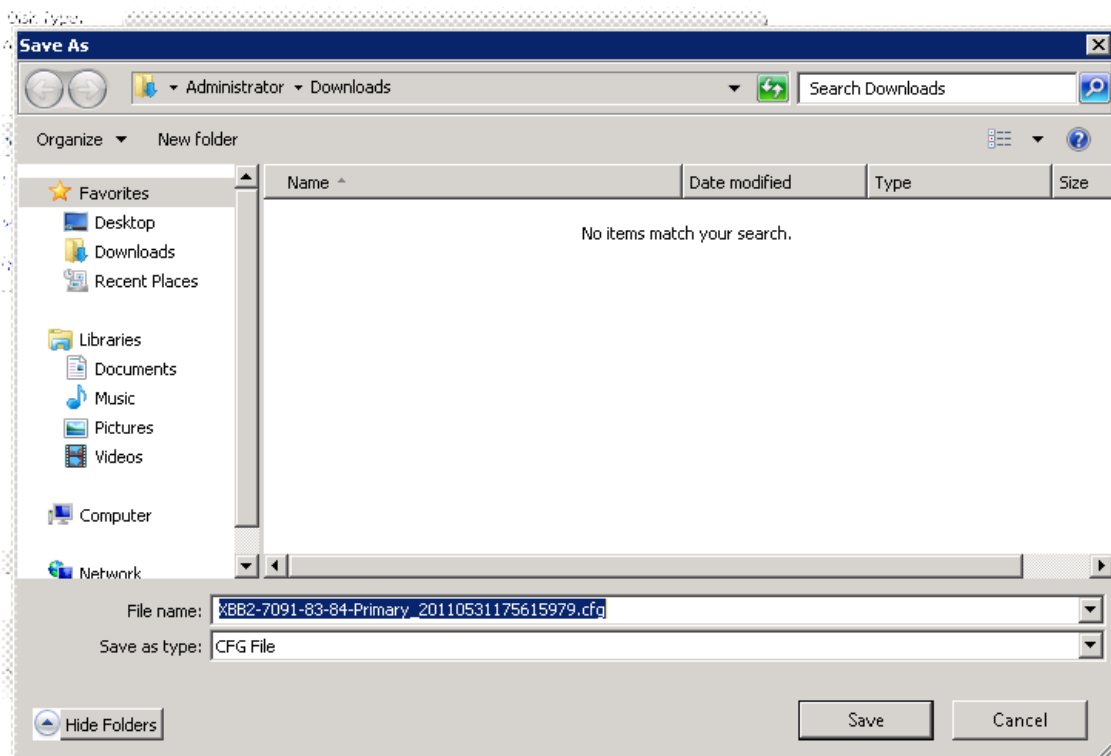 Disk Type:
Save As
Administrator Downloads
Search Downloads
Organize New folder
Name Date modified Type Size
Favorites
Desktop
Downloads
Recent Places
Libraries
Documents
Music
Pictures
Videos
Computer
Network
No items match your search.
File name: XBB2-7091-83-84-Primary_20110531175615979.cfg
Save as type: CFG File
Hide Folders Save Cancel